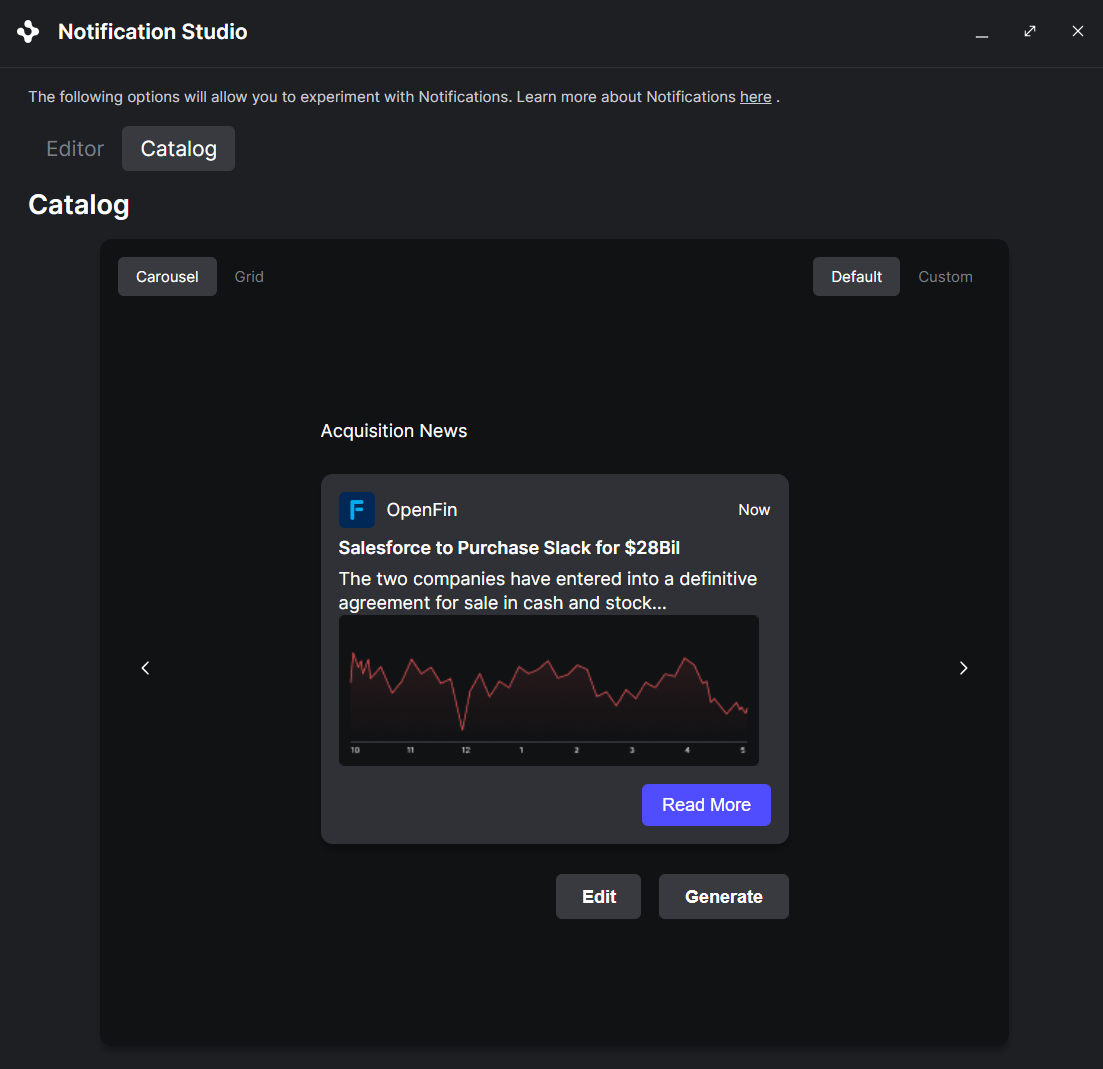 Notification Studio
The following options will allow you to experiment with Notifications. Learn more about Notifications here .
Editor Catalog
Catalog
Carousel Grid Default Custom
Acquisition News
OpenFin Now
Salesforce to Purchase Slack for $28Bil
The two companies have entered into a definitive
agreement for sale in cash and stock...
10 11 12 1 2 3 4 5
Read More
Edit Generate